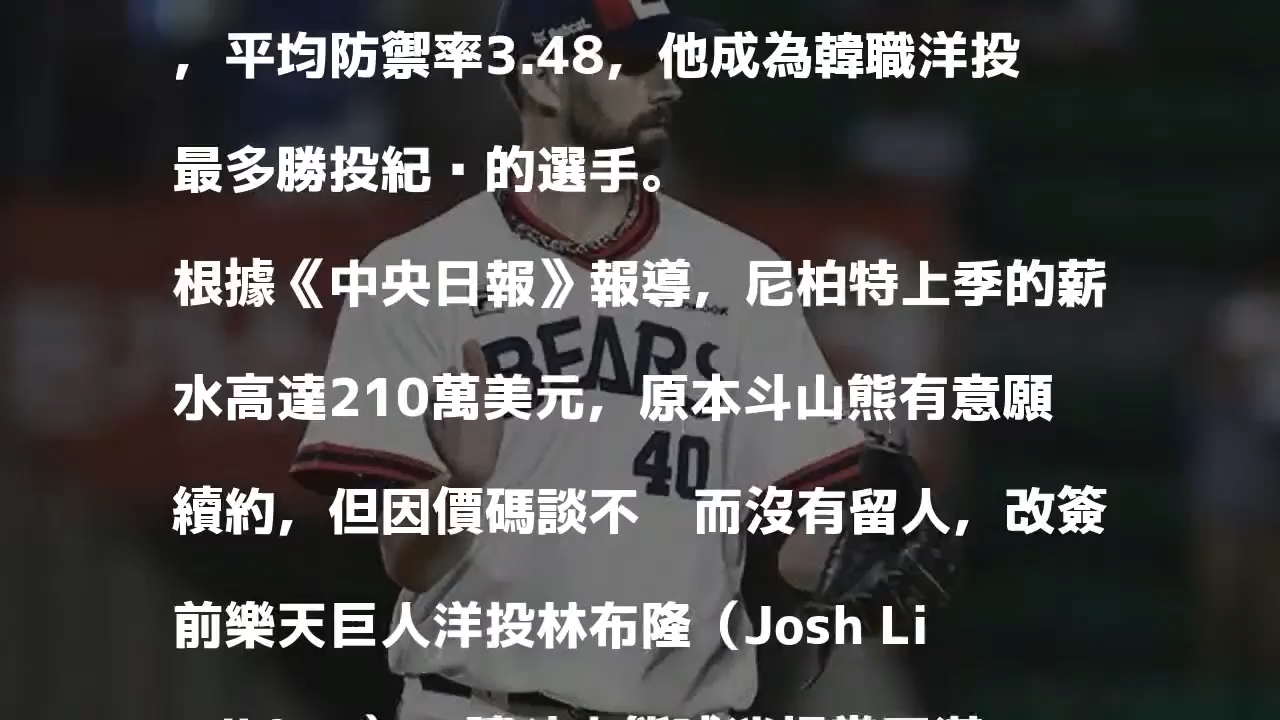 ，平均防禦率3.48，他成為韓職洋投
最多勝投紀·的選手。
根據《中央日報》報導，尼柏特上季的薪
水高達210萬美元，原本斗山熊有意願
續約，但因價碼談不　而沒有留人，改簽
前樂天巨人洋投林布隆（Josh Li
BEARS
40